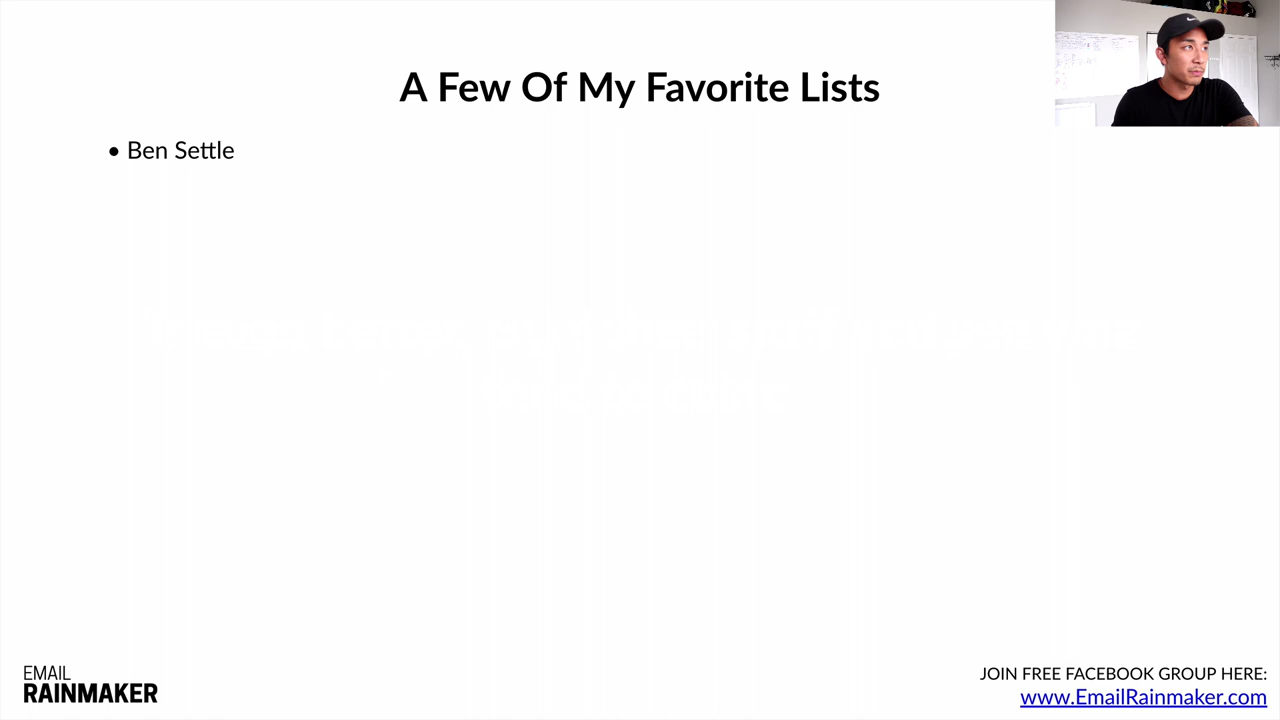 A Few Of My Favorite Lists
• Ben Settle
EMAIL
RAINMAKER
JOIN FREE FACEBOOK GROUP HERE:
www.EmailRainmaker.com